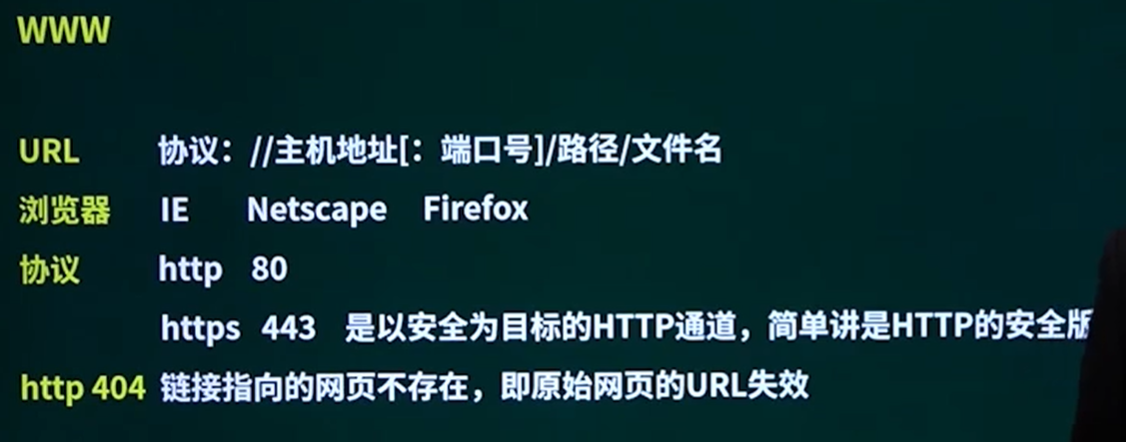 WWW
URL 协议：//主机地址[：端口号]/路径/文件名
浏览器 IE Netscape Firefox
协议 http 80
https 443 是以安全为目标的HTTP通道，简单讲是HTTP的安全版
http 404 链接指向的网页不存在，即原始网页的URL失效